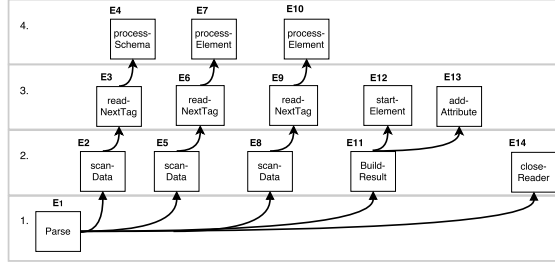 E4 E7 E10
4.
process-
Schema
process-
Element
process-
Element
E3 E6 E9 E12 E13
3.
read-
NextTag
read-
NextTag
read-
NextTag
start-
Element
add-
Attribute
E2 E5 E8 E11 E14
2.
scan-
Data
scan-
Data
scan-
Data
Build-
Result
close-
Reader
E1
1.
Parse